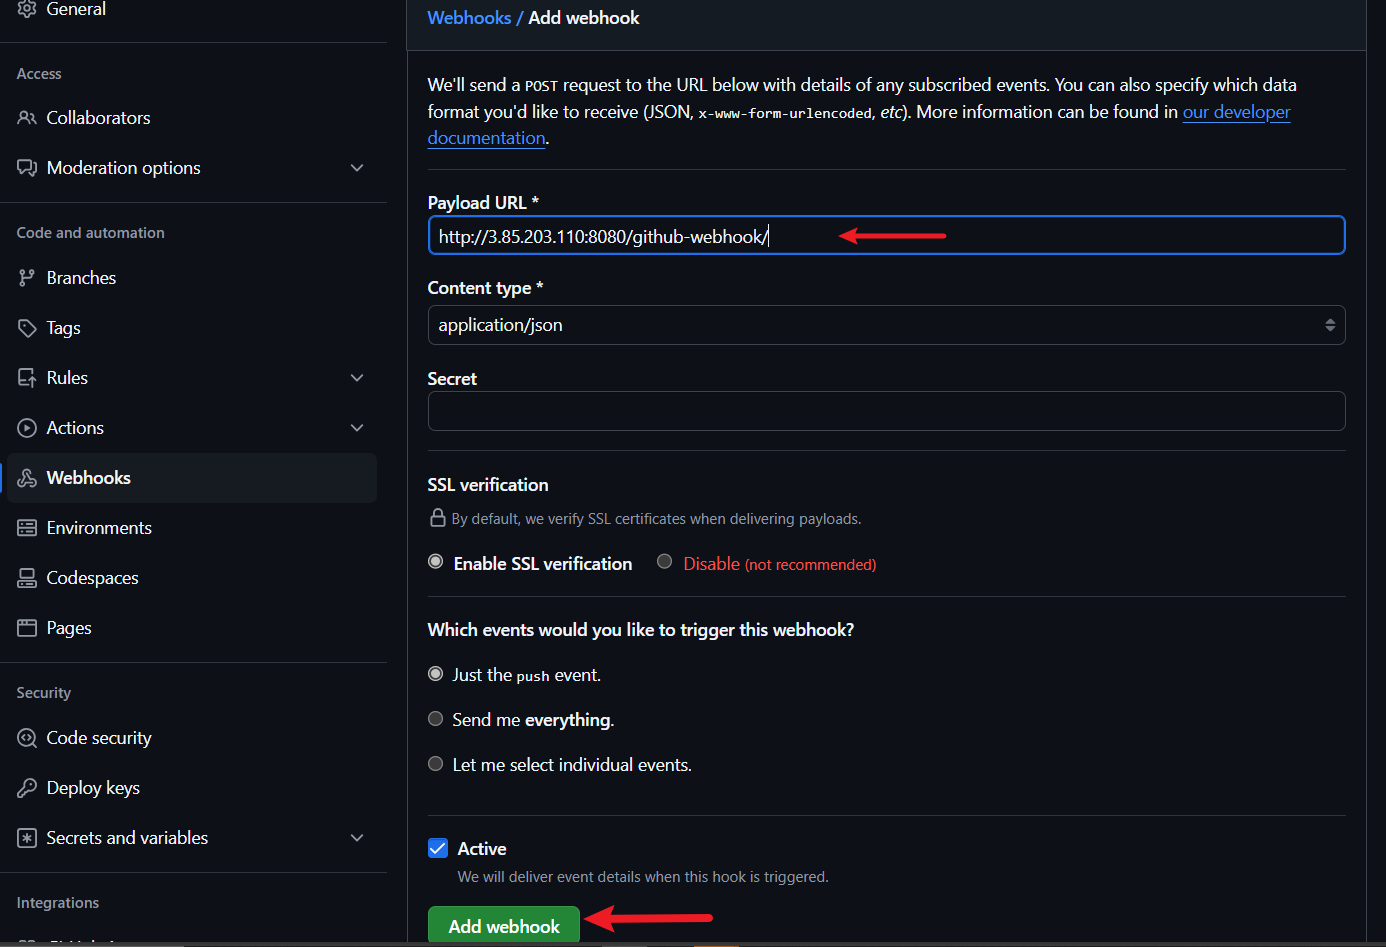 General
Access
Collaborators
Moderation options
Code and automation
Branches
Tags
Rules
Actions
Webhooks
Environments
Codespaces
Pages
Security
Code security
Deploy keys
Secrets and variables
Integrations
Webhooks / Add webhook
We'll send a POST request to the URL below with details of any subscribed events. You can also specify which data
format you'd like to receive (JSON, x-www-form-urlencoded, etc). More information can be found in our developer
documentation.
Payload URL *
http://3.85.203.110:8080/github-webhook/
Content type *
application/json
Secret
SSL verification
By default, we verify SSL certificates when delivering payloads.
Enable SSL verification Disable (not recommended)
Which events would you like to trigger this webhook?
Just the push event.
Send me everything.
Let me select individual events.
Active
We will deliver event details when this hook is triggered.
Add webhook